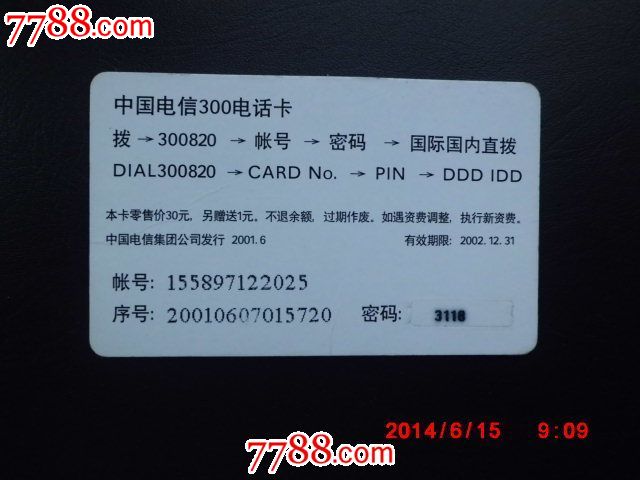 7788.com
7788.com
中国电信300电话卡
拨→300820→帐号→密码→国际国内直拨
DIAL300820→CARD No.→PIN→DDD IDD
本卡零售价30元，另赠送1元。不退余额，过期作废。如遇资费调整，执行新资费。
中国电信集团公司发行 2001.6 有效期限: 2002.12.31
帐号: 155897122025
序号: 20010607015720 密码: 3118
2014/6/15 9:09
7788.com